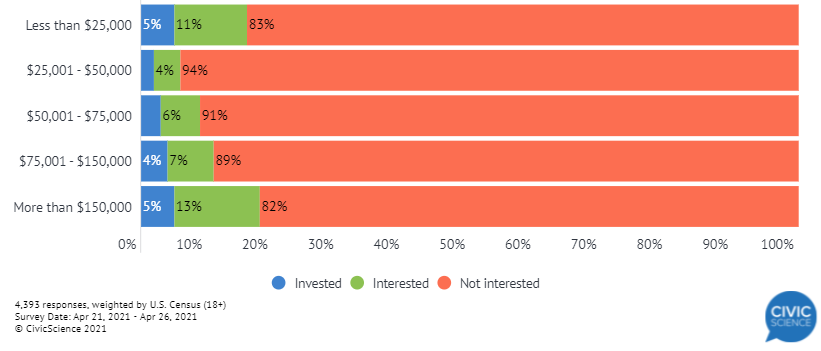 Less than $25,000 5% 11% 83%
$25,001 - $50,000 4% 94%
$50,001 - $75,000 6% 91%
$75,001 - $150,000 4% 7% 89%
More than $150,000 5% 13% 82%
0% 10% 20% 30% 40% 50% 60% 70% 80% 90% 100%
Invested Interested Not interested
4,393 responses, weighted by U.S. Census (18+)
Survey Date: Apr 21, 2021 - Apr 26, 2021
© CivicScience 2021
CIVIC
SCIENCE